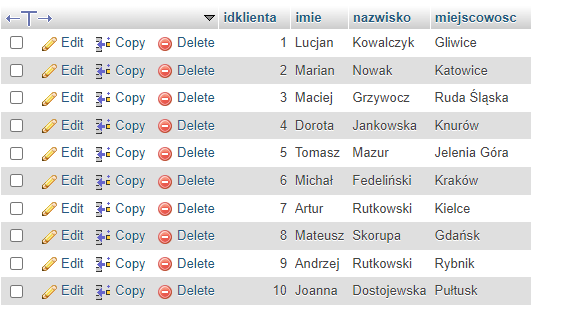 idklienta imie nazwisko miejscowosc
Edit Copy Delete 1 Lucjan Kowalczyk Gliwice
Edit Copy Delete 2 Marian Nowak Katowice
Edit Copy Delete 3 Maciej Grzywocz Ruda Śląska
Edit Copy Delete 4 Dorota Jankowska Knurów
Edit Copy Delete 5 Tomasz Mazur Jelenia Góra
Edit Copy Delete 6 Michał Fedeliński Kraków
Edit Copy Delete 7 Artur Rutkowski Kielce
Edit Copy Delete 8 Mateusz Skorupa Gdańsk
Edit Copy Delete 9 Andrzej Rutkowski Rybnik
Edit Copy Delete 10 Joanna Dostojewska Pułtusk